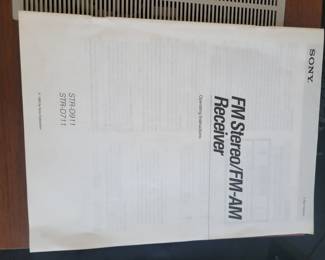 SONY
FM Stereo/FM-AM
Receiver
Operating Instructions
STR-D911
STR-D711